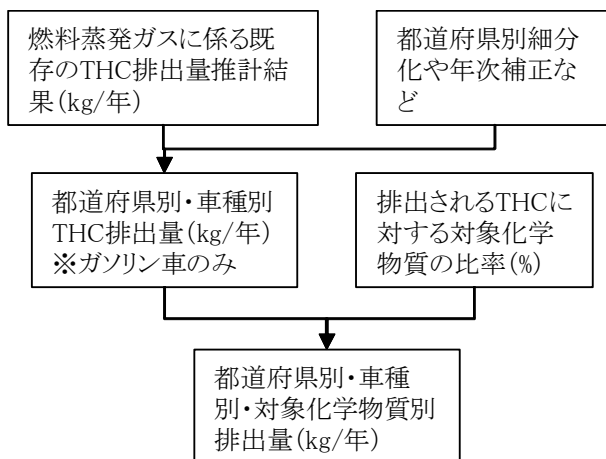 燃料蒸発ガスに係る既
存のTHC排出量推計結
果(kg/年)
都道府県別細分
化や年次補正な
ど
都道府県別・車種別
THC排出量(kg/年)
※ガソリン車のみ
排出されるTHCに
対する対象化学
物質の比率(%)
都道府県別・車種
別・対象化学物質別
排出量(kg/年)